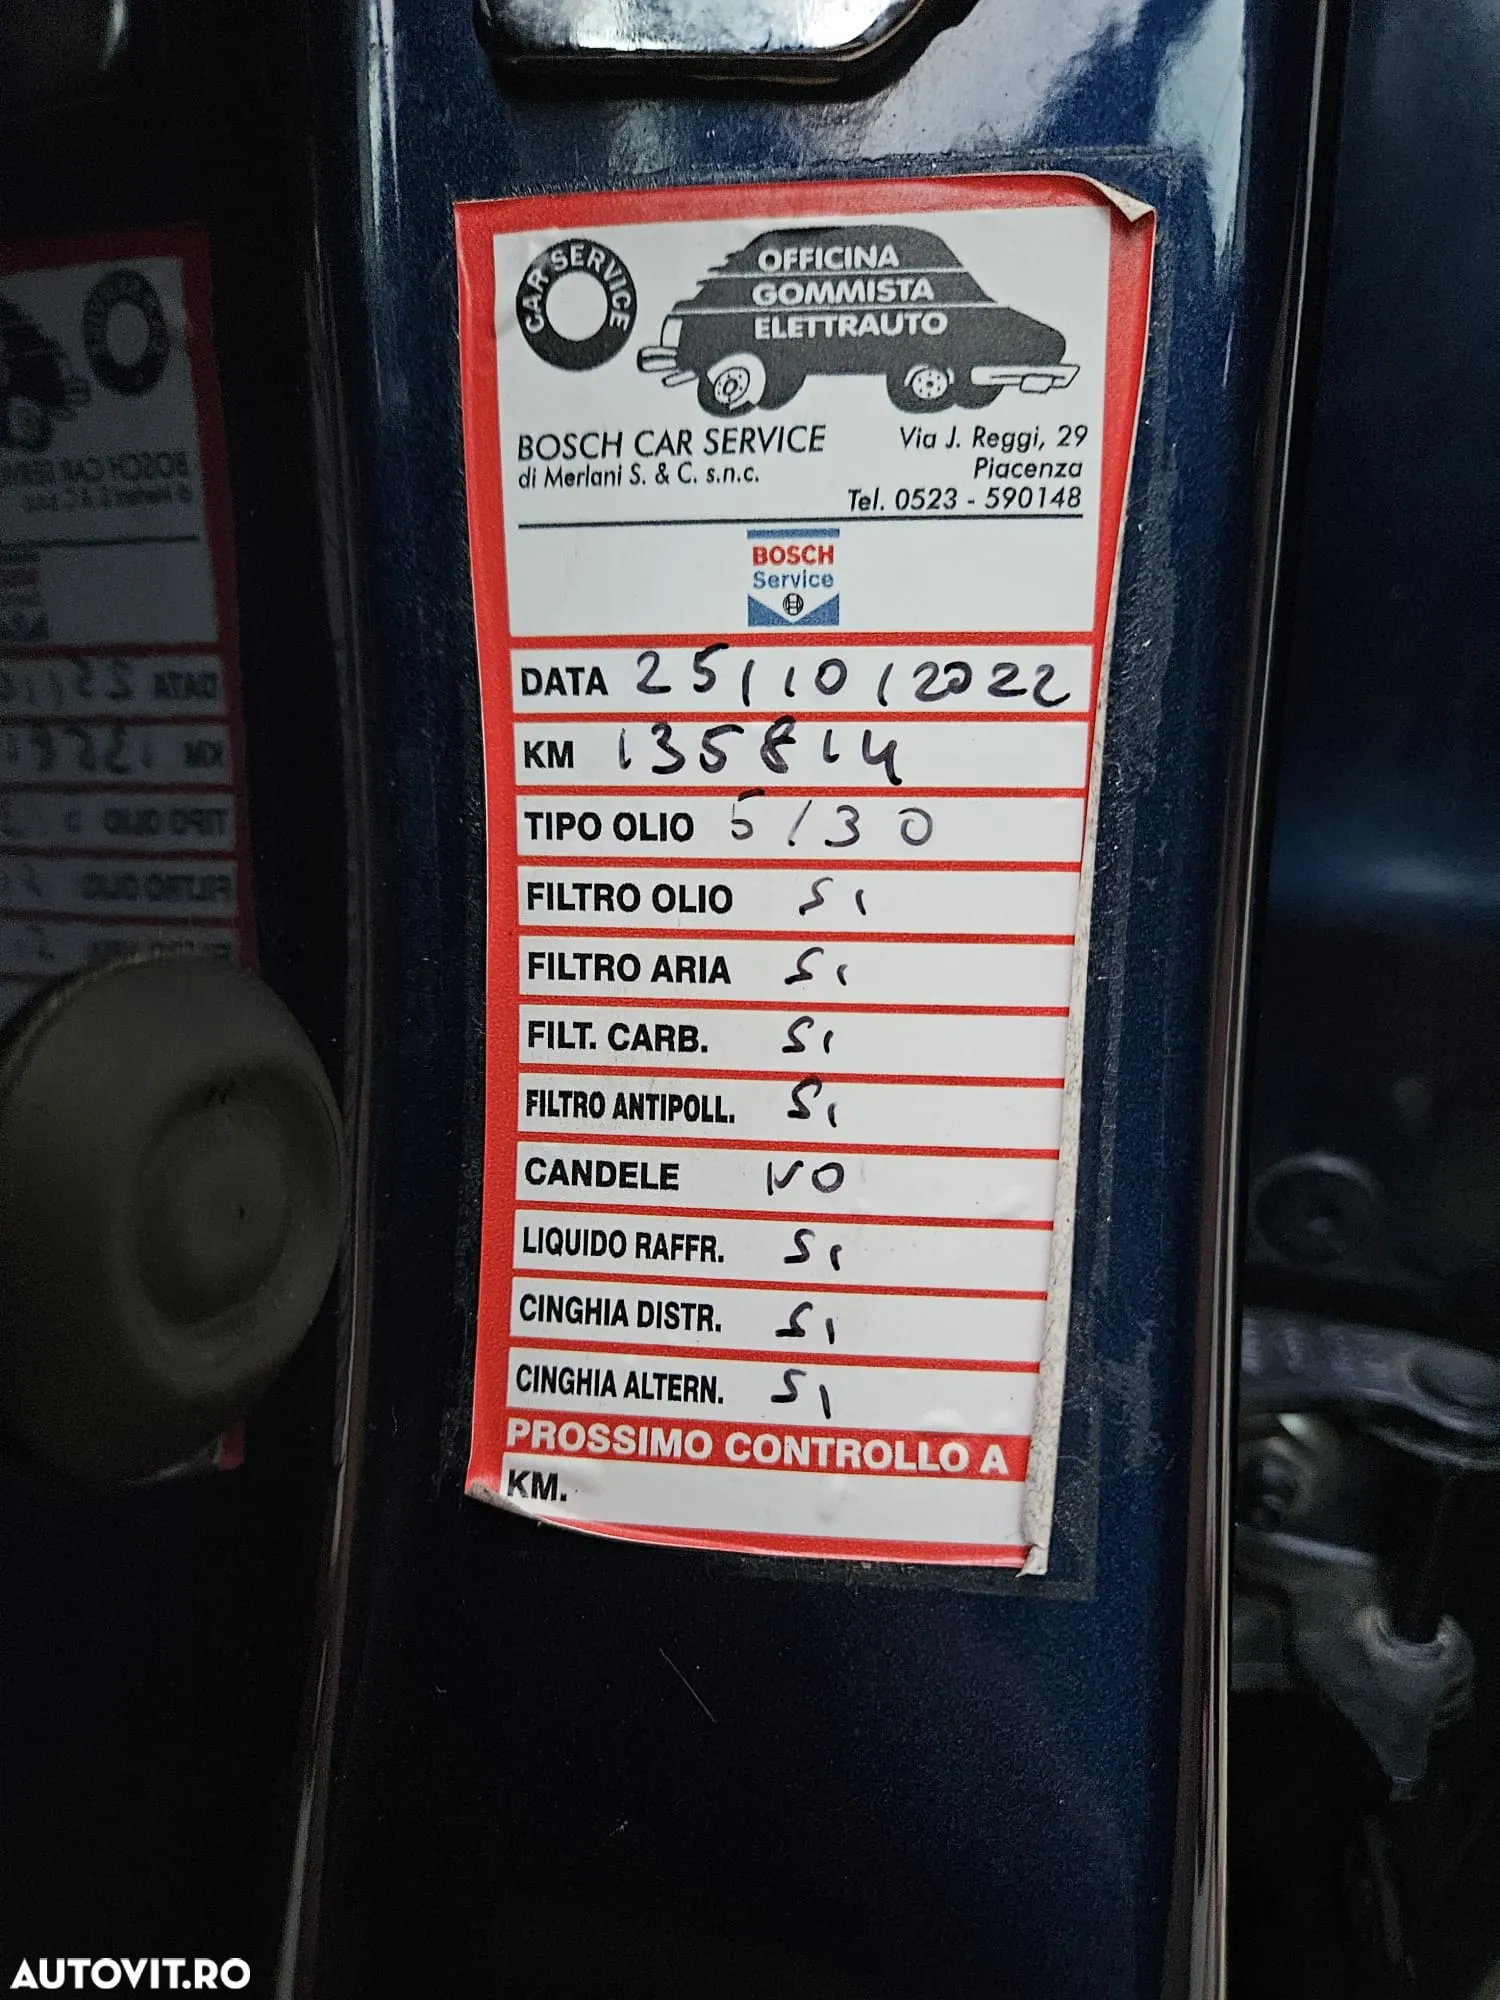 CAR SERVICE
OFFICINA
GOMMISTA
ELETTRAUTO
BOSCH CAR SERVICE
di Merlani S. & C. s.n.c.
Via J. Reggi, 29
Piacenza
Tel. 0523 - 590148
BOSCH
Service
DATA 25/10/2022
KM 135814
TIPO OLIO 5/30
FILTRO OLIO Si
FILTRO ARIA Si
FILT. CARB. Si
FILTRO ANTIPOLL. Si
CANDELE NO
LIQUIDO RAFFR. Si
CINGHIA DISTR. Si
CINGHIA ALTERN. Si
PROSSIMO CONTROLLO A
KM.
AUTOVIT.RO